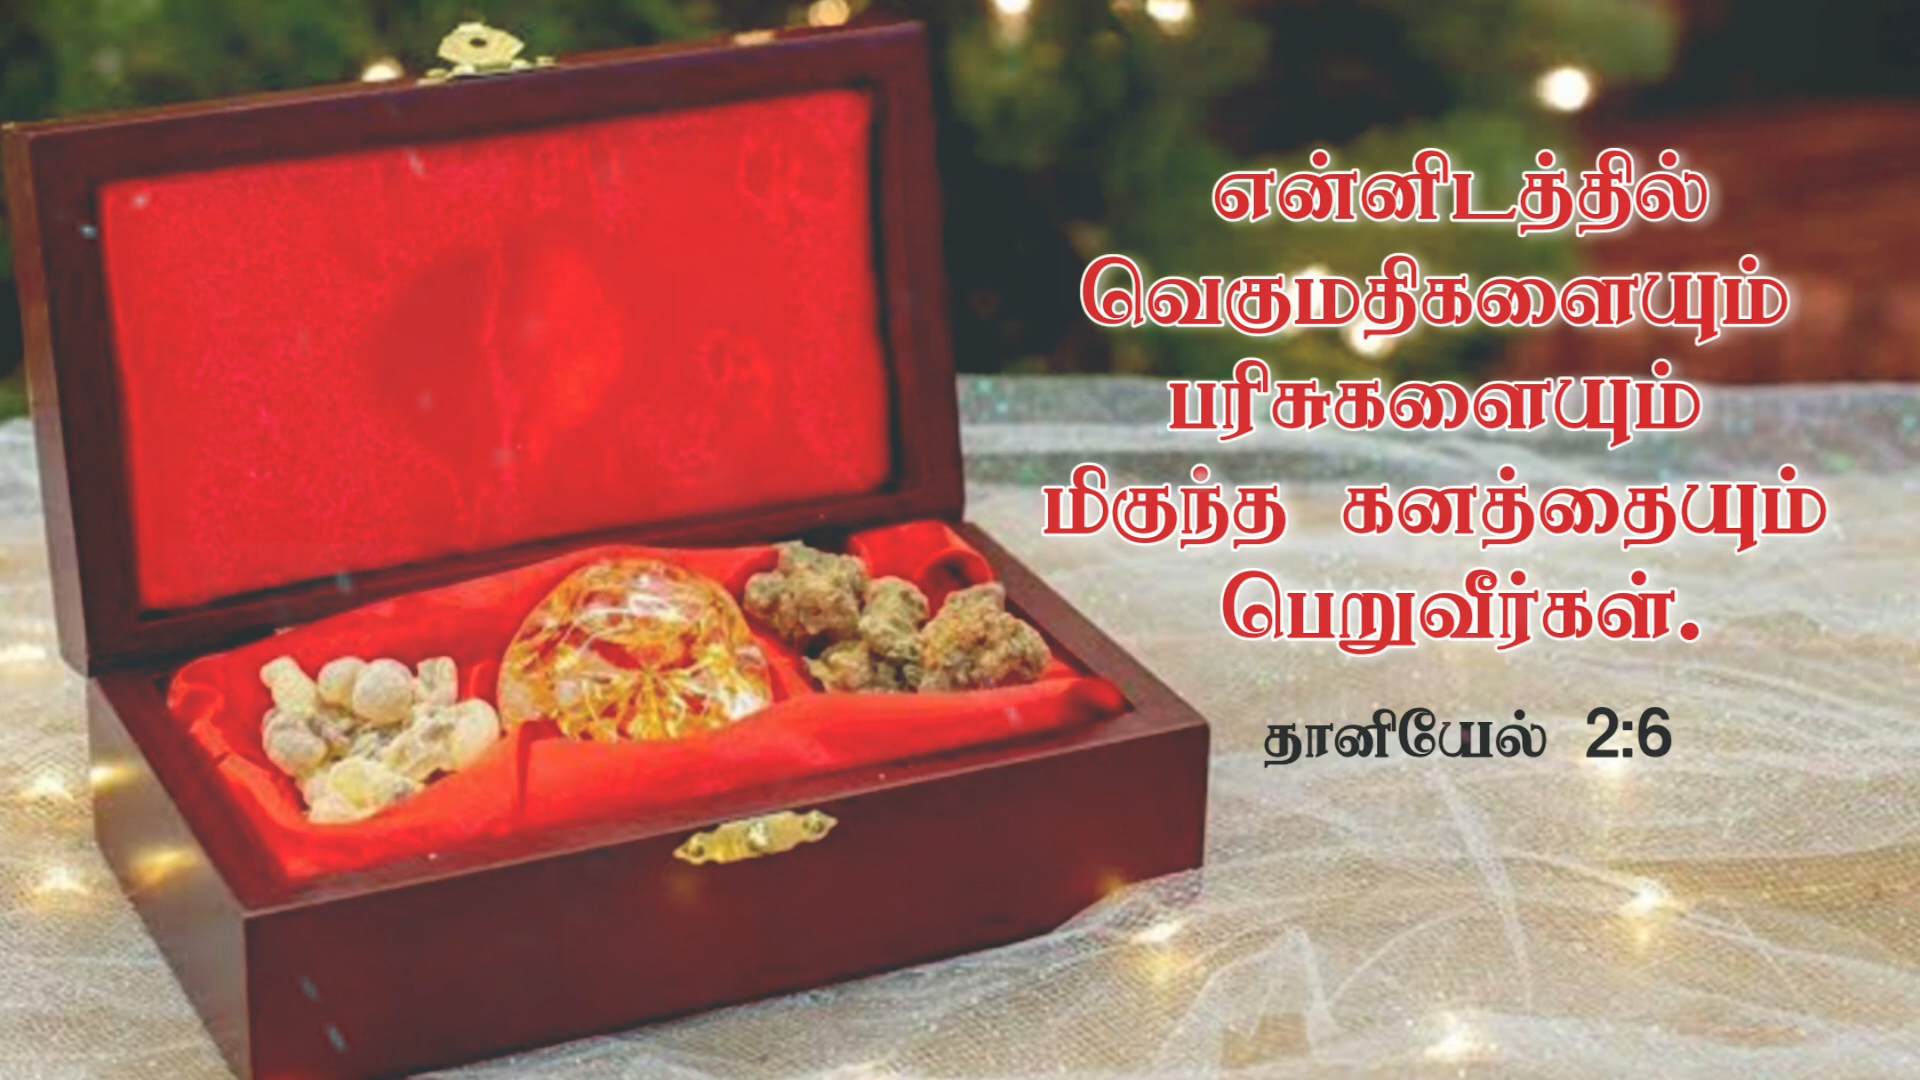 என்னிடத்தில்
வெகுமதிகளையும்
பரிசுகளையும்
மிகுந்த கனத்தையும்
பெறுவீர்கள்.
தானியேல் 2:6